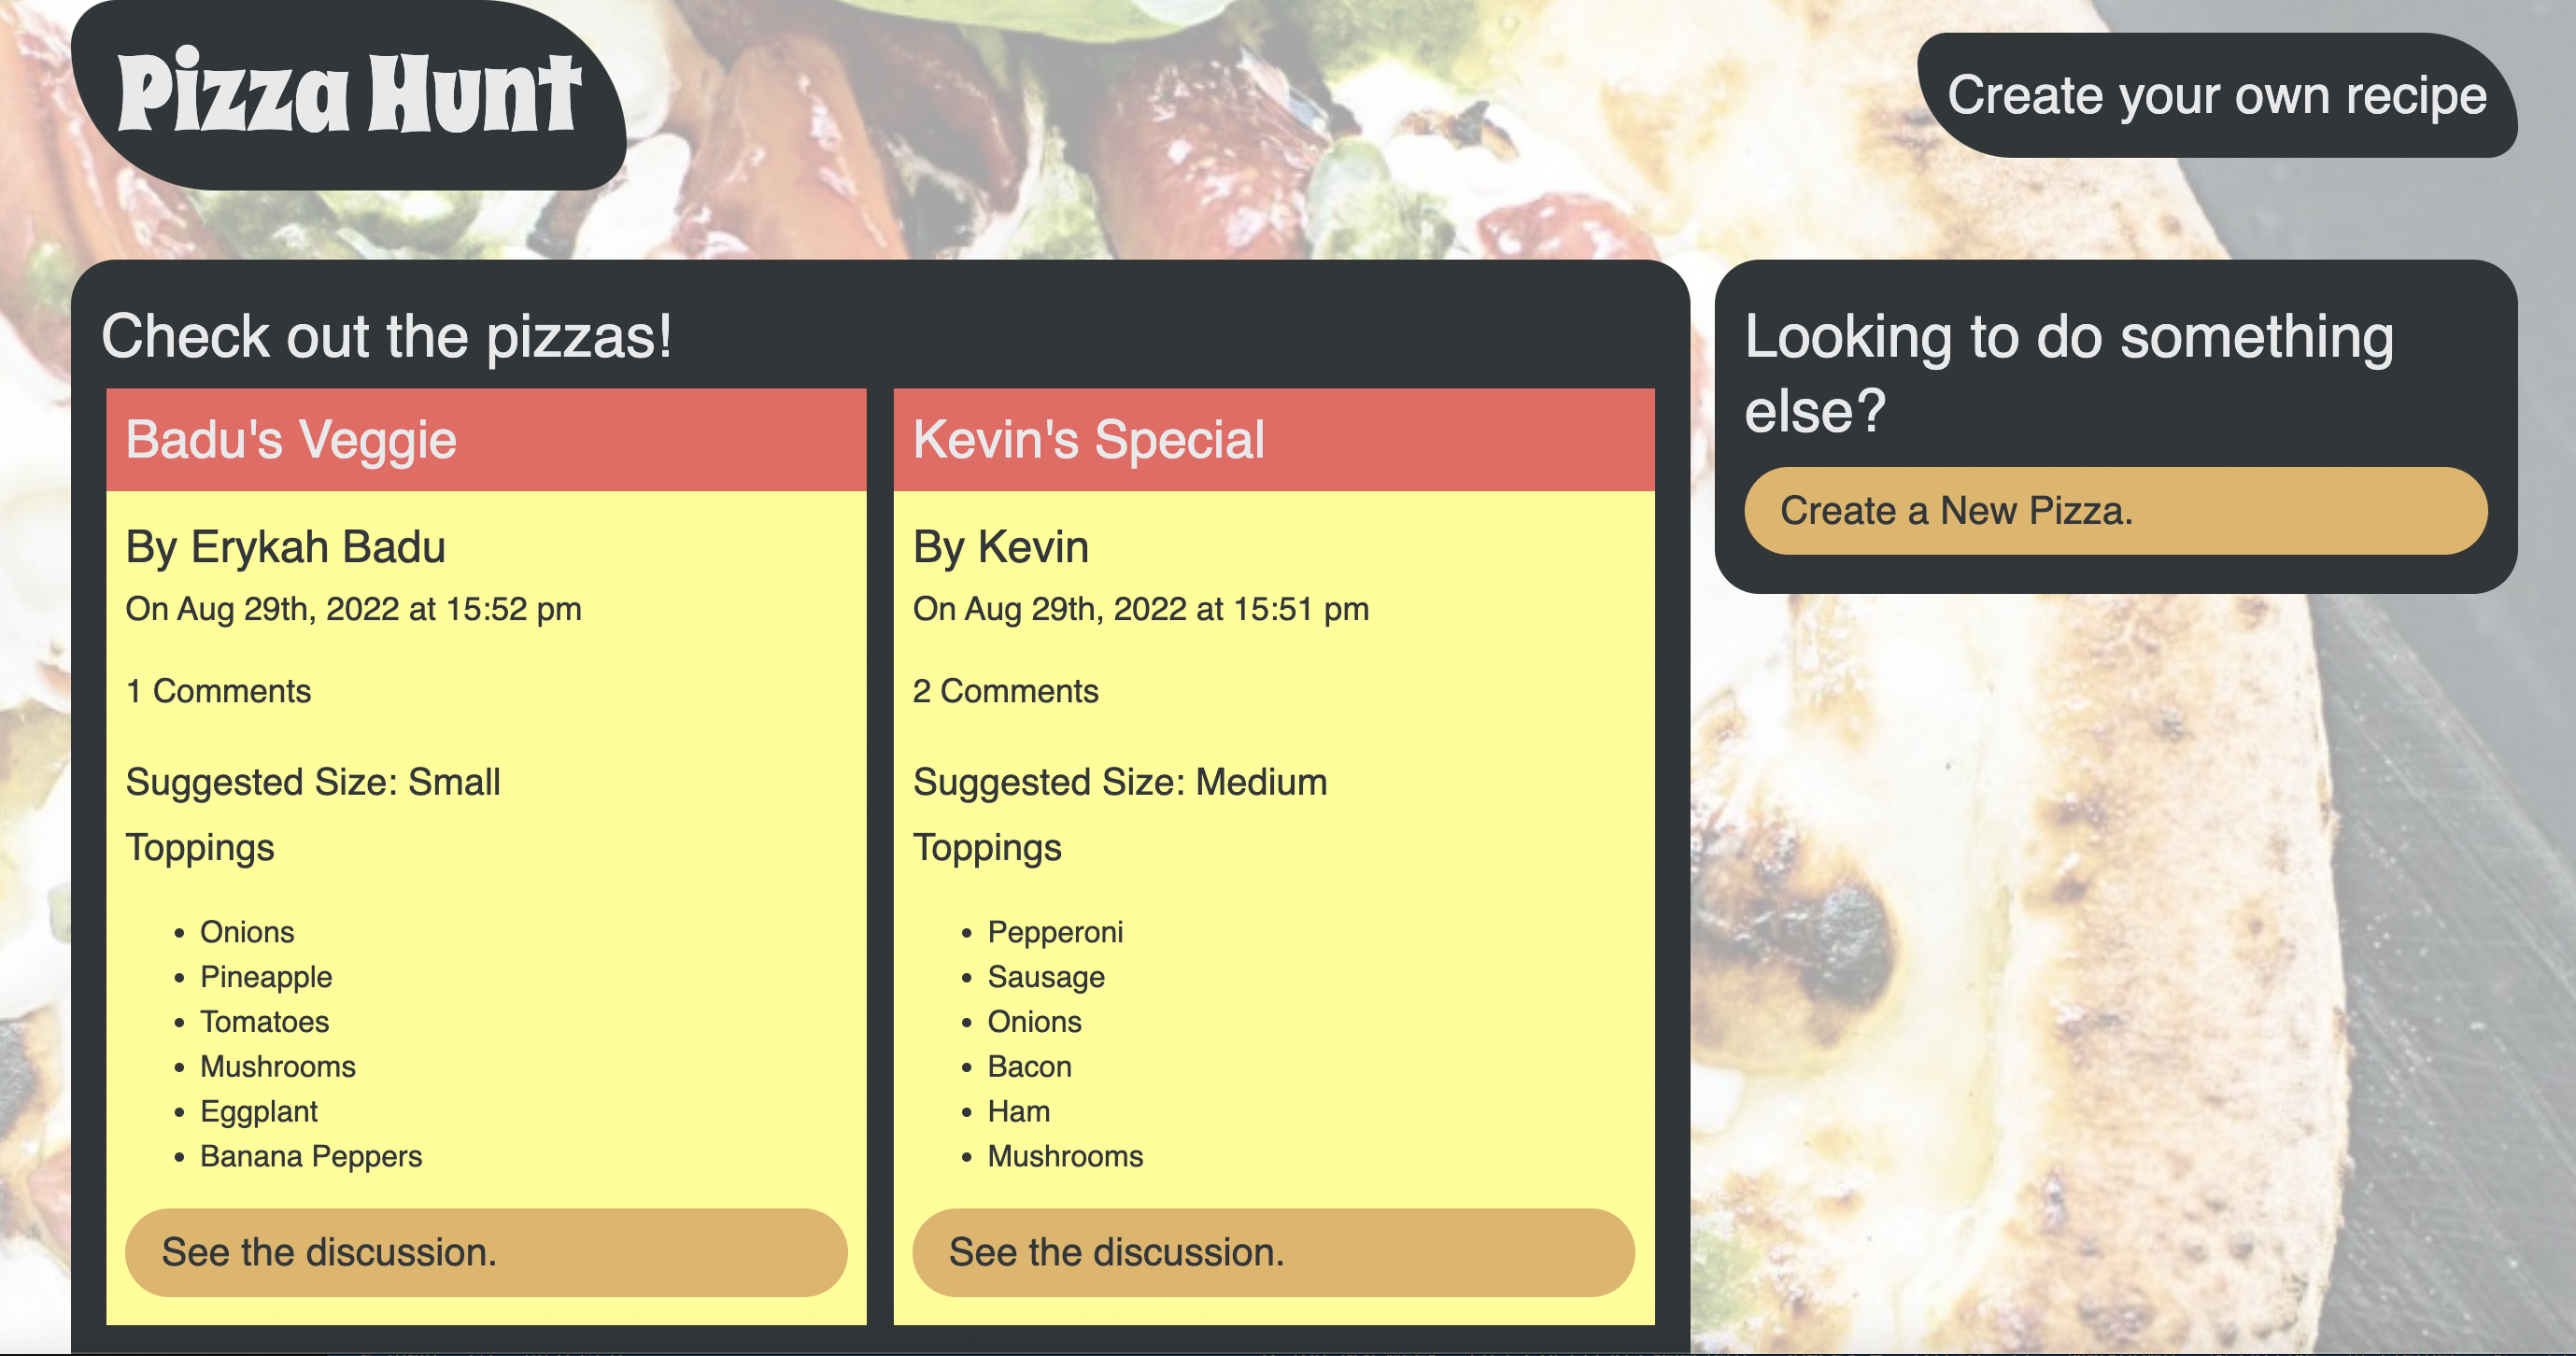 Pizza Hunt
Create your own recipe
Check out the pizzas!
Badu's Veggie
By Erykah Badu
On Aug 29th, 2022 at 15:52 pm
1 Comments
Suggested Size: Small
Toppings
Onions
Pineapple
Tomatoes
Mushrooms
Eggplant
Banana Peppers
See the discussion.
Kevin's Special
By Kevin
On Aug 29th, 2022 at 15:51 pm
2 Comments
Suggested Size: Medium
Toppings
Pepperoni
Sausage
Onions
Bacon
Ham
Mushrooms
See the discussion.
Looking to do something
else?
Create a New Pizza.